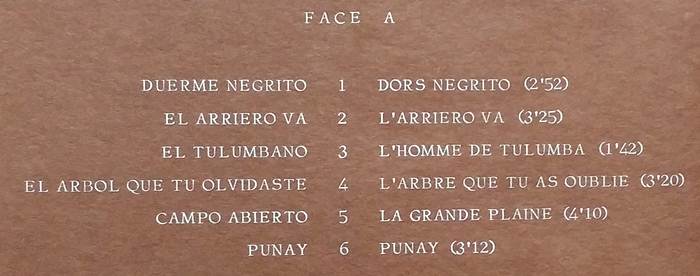 FACE A
DUERME NEGRITO 1 DORS NEGRITO (2'52)
EL ARRIERO VA 2 L'ARRIERO VA (3'25)
EL TULUMBANO 3 L'HOMME DE TULUMBA (1'42)
EL ARBOL QUE TU OLVIDASTE 4 L'ARBRE QUE TU AS OUBLIE (3'20)
CAMPO ABIERTO 5 LA GRANDE PLAINE (4'10)
PUNAY 6 PUNAY (3'12)